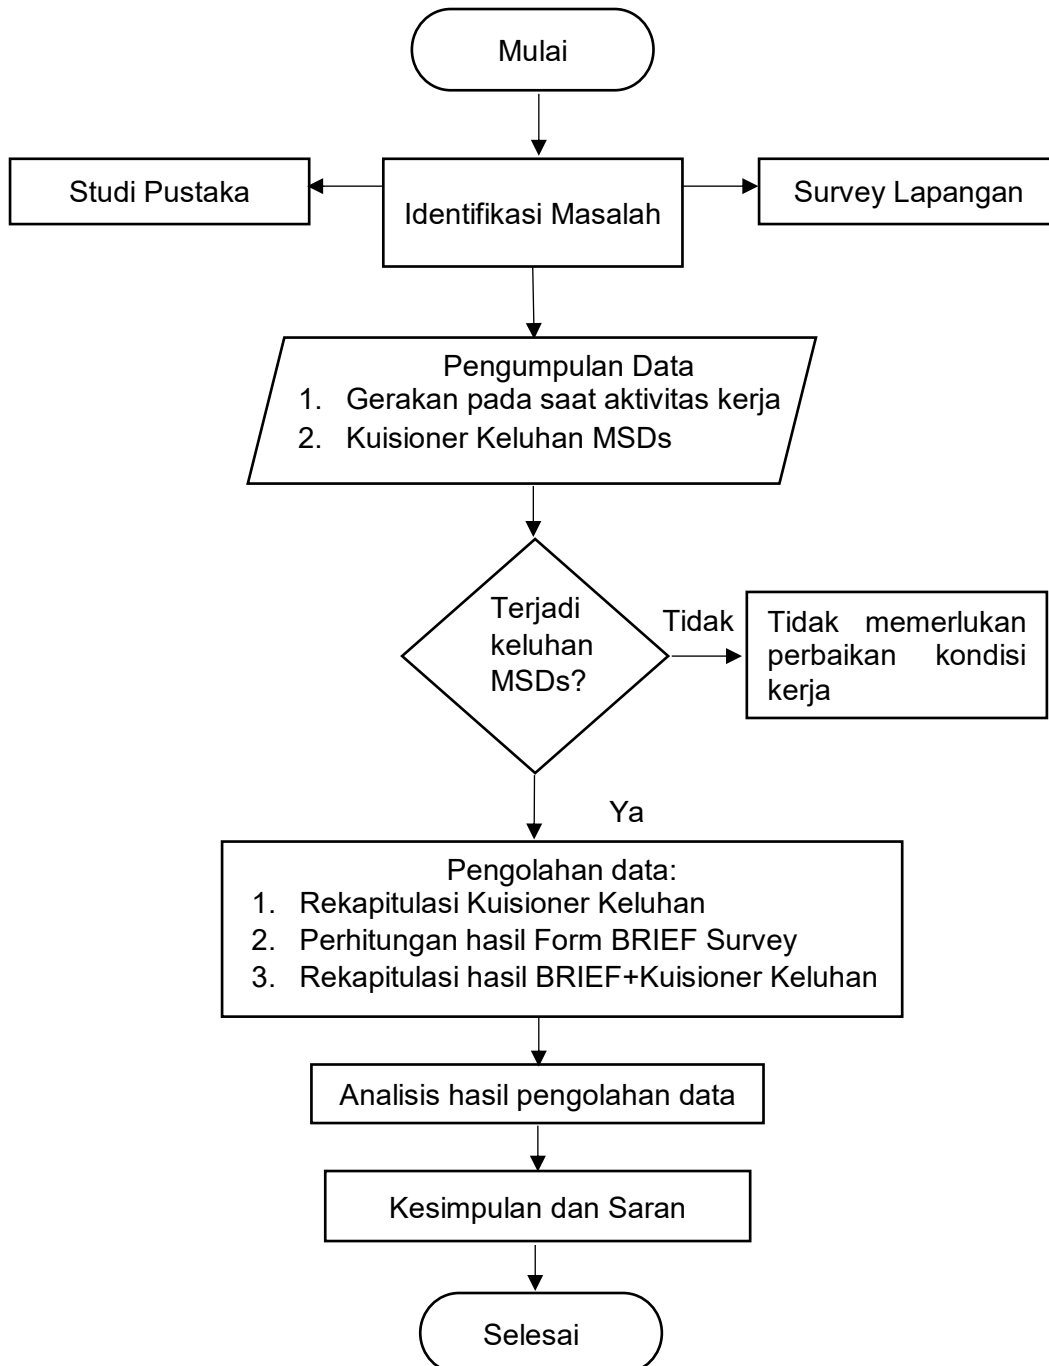 Mulai
Studi Pustaka
Identifikasi Masalah
Survey Lapangan
Pengumpulan Data
1. Gerakan pada saat aktivitas kerja
2. Kuisioner Keluhan MSDs
Terjadi
keluhan
MSDs?
Tidak
Tidak memerlukan
perbaikan kondisi
kerja
Ya
Pengolahan data:
1. Rekapitulasi Kuisioner Keluhan
2. Perhitungan hasil Form BRIEF Survey
3. Rekapitulasi hasil BRIEF+Kuisioner Keluhan
Analisis hasil pengolahan data
Kesimpulan dan Saran
Selesai